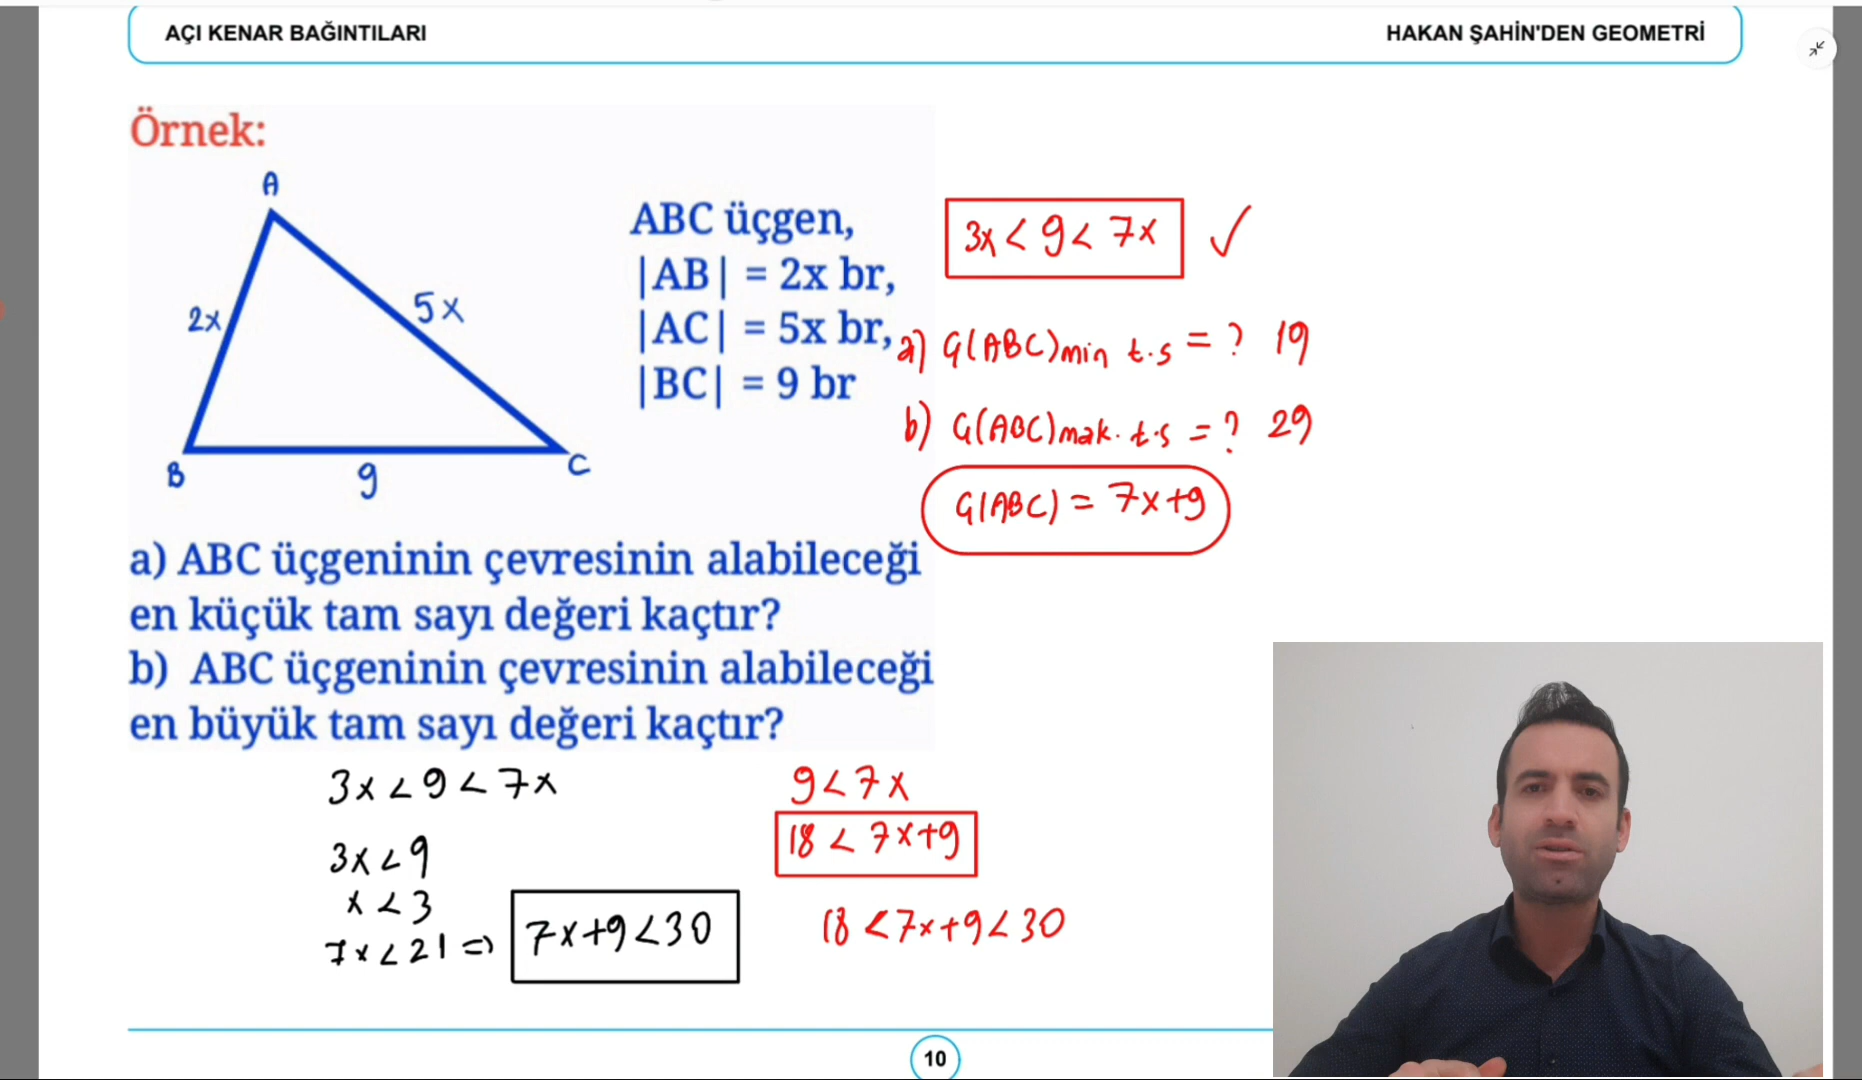 AÇI KENAR BAĞINTILARI
HAKAN ŞAHİN'DEN GEOMETRİ
Örnek:
A
2x
5x
B
9
C
ABC üçgen,
|AB| = 2x br,
|AC| = 5x br,
|BC| = 9 br
3x < 9 < 7x ✓
a) Ç(ABC)min t.s = ? 19
b) Ç(ABC)mak. t.s = ? 29
Ç(ABC) = 7x+9
a) ABC üçgeninin çevresinin alabileceği
en küçük tam sayı değeri kaçtır?
b) ABC üçgeninin çevresinin alabileceği
en büyük tam sayı değeri kaçtır?
3x < 9 < 7x
3x < 9
x < 3
7x < 21 => 7x+9 < 30
9 < 7x
18 < 7x+9
18 < 7x+9 < 30
10